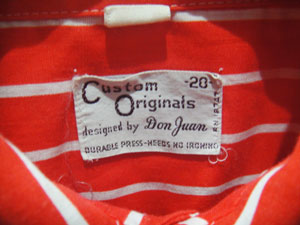 Custom -20-
Originals
designed by Don Juan
DURABLE PRESS-NEEDS NO IRONING